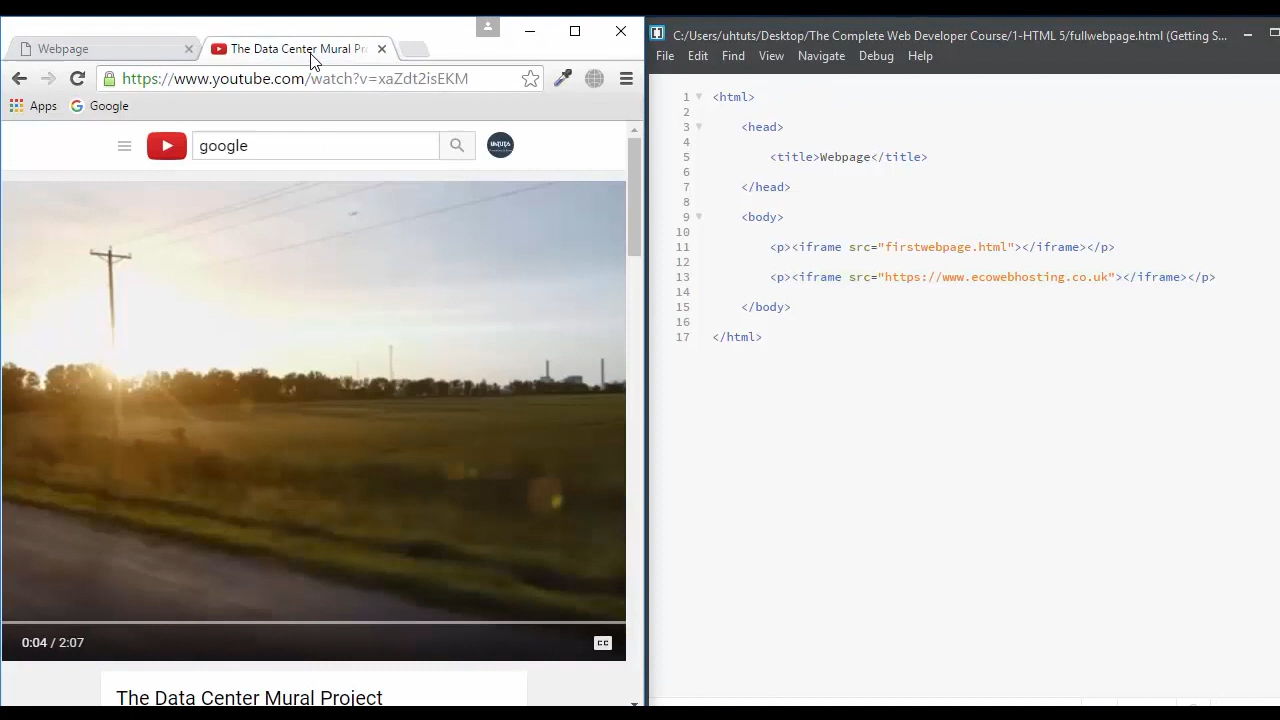 Webpage
The Data Center Mural Pr
https://www.youtube.com/watch?v=xaZdt2isEKM
Apps
Google
google
0:04 / 2:07
CC
The Data Center Mural Project
C:/Users/uhtuts/Desktop/The Complete Web Developer Course/1-HTML 5/fullwebpage.html (Getting S...
File Edit Find View Navigate Debug Help
1 <html>
2
3 <head>
4
5 <title>Webpage</title>
6
7 </head>
8
9 <body>
10
11 <p><iframe src="firstwebpage.html"></iframe></p>
12
13 <p><iframe src="https://www.ecowebhosting.co.uk"></iframe></p>
14
15 </body>
16
17 </html>